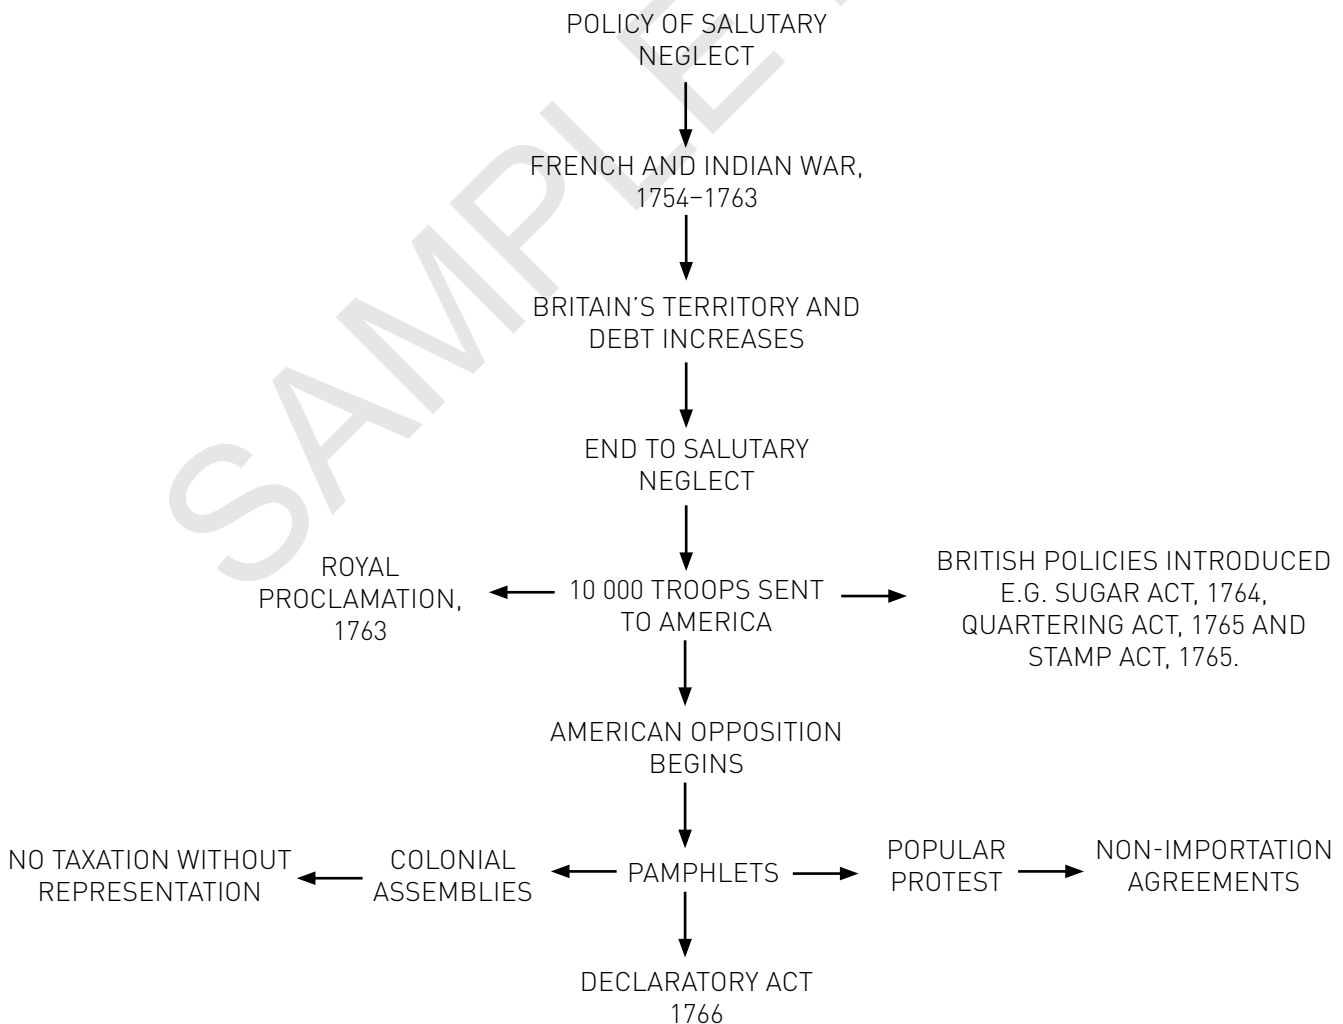 POLICY OF SALUTARY
NEGLECT
FRENCH AND INDIAN WAR,
1754–1763
BRITAIN’S TERRITORY AND
DEBT INCREASES
END TO SALUTARY
NEGLECT
ROYAL
PROCLAMATION,
1763
10 000 TROOPS SENT
TO AMERICA
BRITISH POLICIES INTRODUCED
E.G. SUGAR ACT, 1764,
QUARTERING ACT, 1765 AND
STAMP ACT, 1765.
AMERICAN OPPOSITION
BEGINS
NO TAXATION WITHOUT
REPRESENTATION
COLONIAL
ASSEMBLIES
PAMPHLETS
POPULAR
PROTEST
NON-IMPORTATION
AGREEMENTS
DECLARATORY ACT
1766
SAMPLE